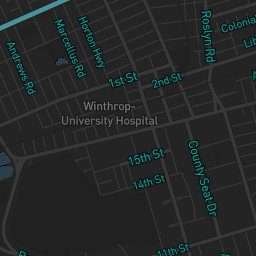 Andrews Rd
Marcellus Rd
Horton Hwy
Roslyn Rd
Colonia
Lib
1st St
2nd St
A
Winthrop-
University Hospital
15th St
14th St
County Seat Dr
11th St